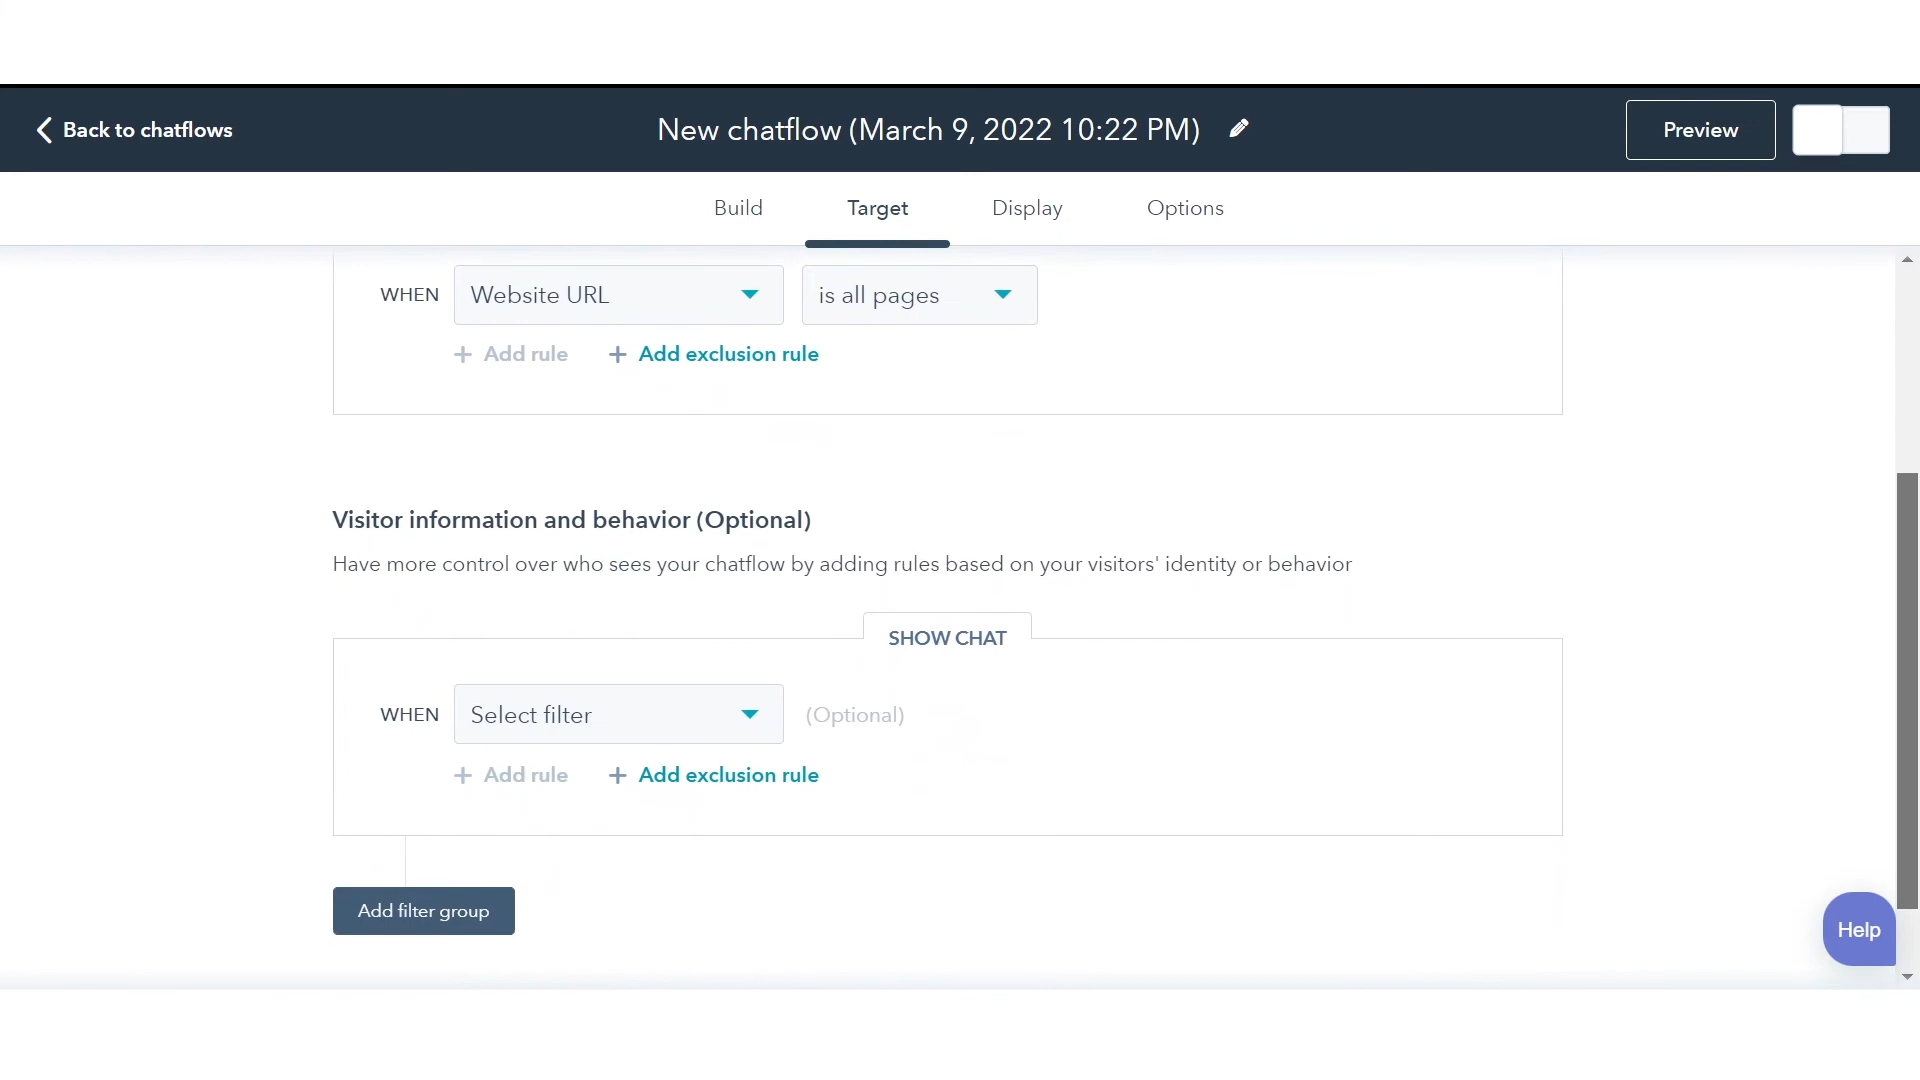 Back to chatflows
New chatflow (March 9, 2022 10:22 PM)
Preview
Build
Target
Display
Options
WHEN
Website URL
is all pages
+ Add rule
+ Add exclusion rule
Visitor information and behavior (Optional)
Have more control over who sees your chatflow by adding rules based on your visitors' identity or behavior
SHOW CHAT
WHEN
Select filter
(Optional)
+ Add rule
+ Add exclusion rule
Add filter group
Help